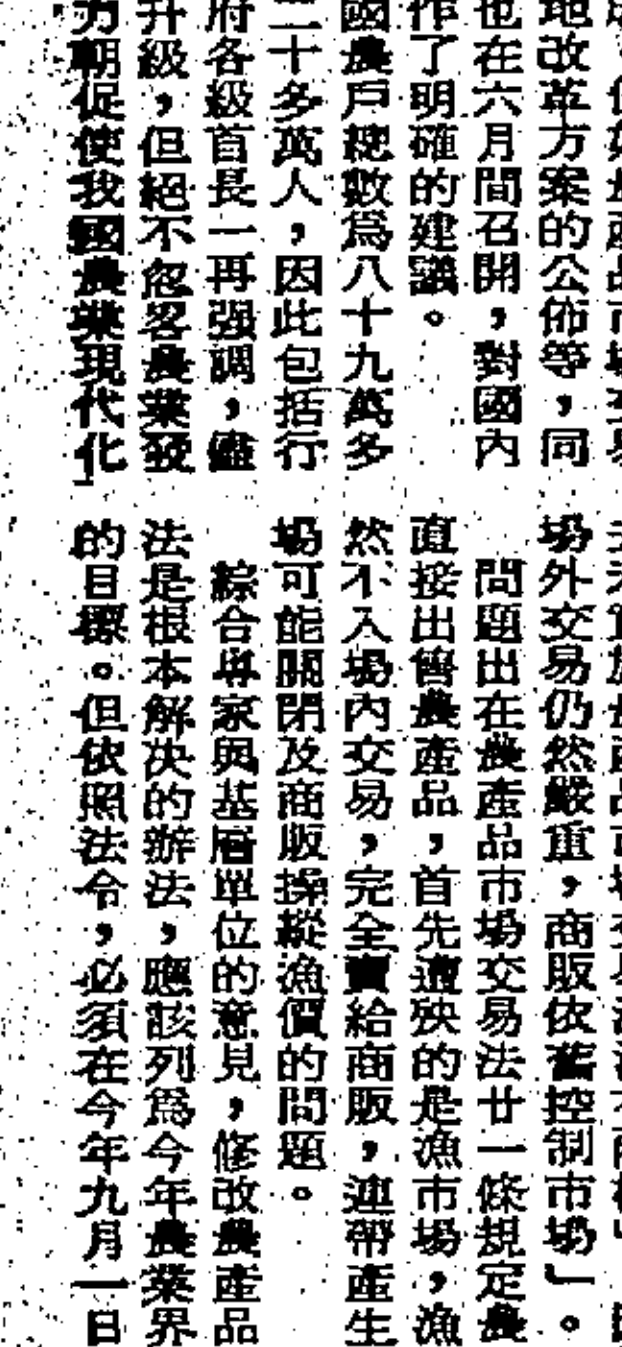 地改革方案的公佈等，同
也在六月間召開，對國內
作了明確的建議。
國農戶總數爲八十九萬多
二十多萬人，因此包括行
府各級首長一再强調，儘
升級，但絕不忽畧農業發
力朝促使我國農業現代化
場外交易仍然嚴重，商販依舊控制市場」。
問題出在農產品市場交易法廿一條規定農
直接出售農產品，首先遭殃的是漁市場，漁
然不入場內交易，完全賣給商販，連帶產生
場可能關閉及商販操縱漁價的問題。
綜合專家與基層單位的意見，修改農產品
法是根本解決的辦法，應該列爲今年農業界
的目標。但依照法令，必須在今年九月一日